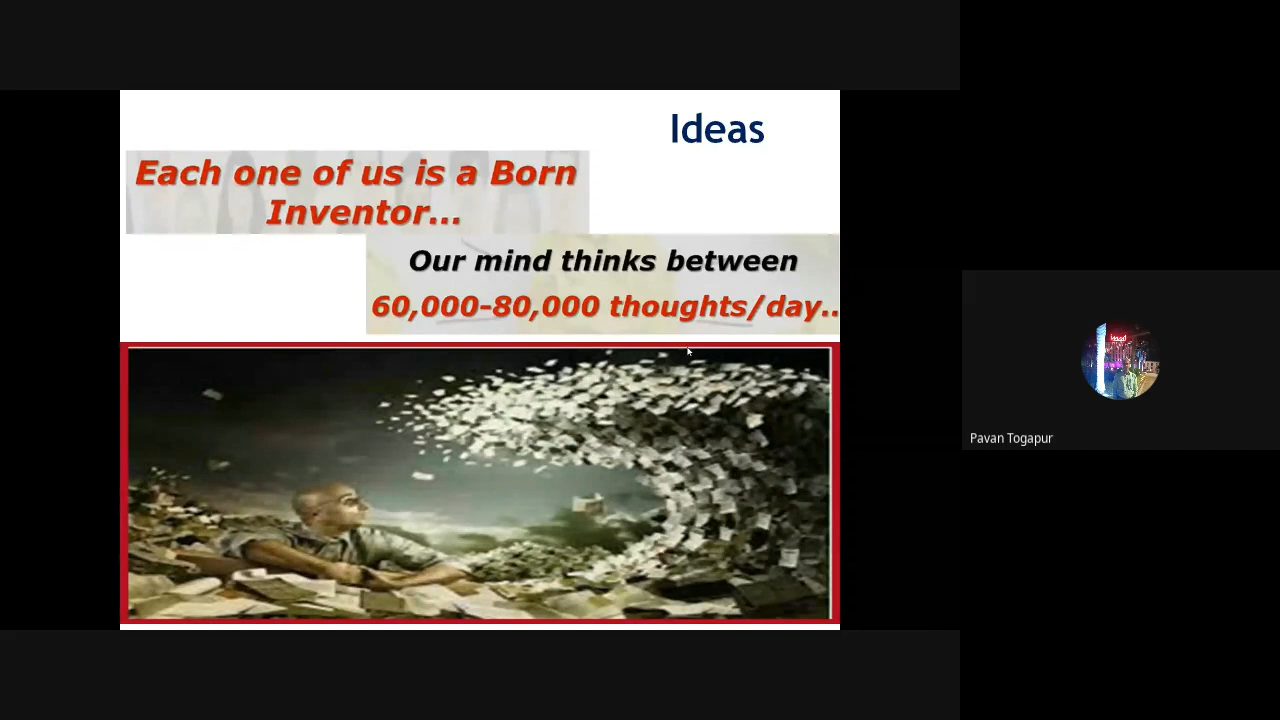 Ideas
Each one of us is a Born
Inventor...
Our mind thinks between
60,000-80,000 thoughts/day..
Pavan Togapur